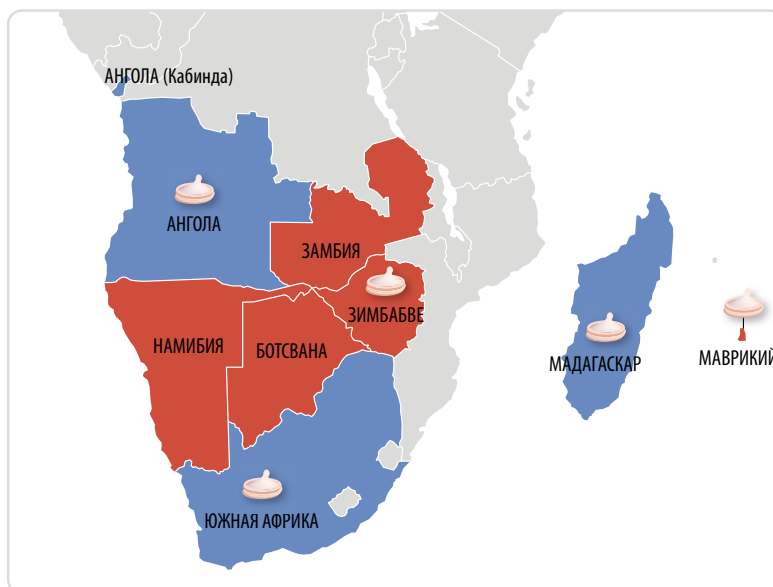 АНГОЛА (Кабинда)
АНГОЛА
ЗАМБИЯ
ЗИМБАБВЕ
НАМИБИЯ
БОТСВАНА
МАДАГАСКАР
МАВРИКИЙ
ЮЖНАЯ АФРИКА